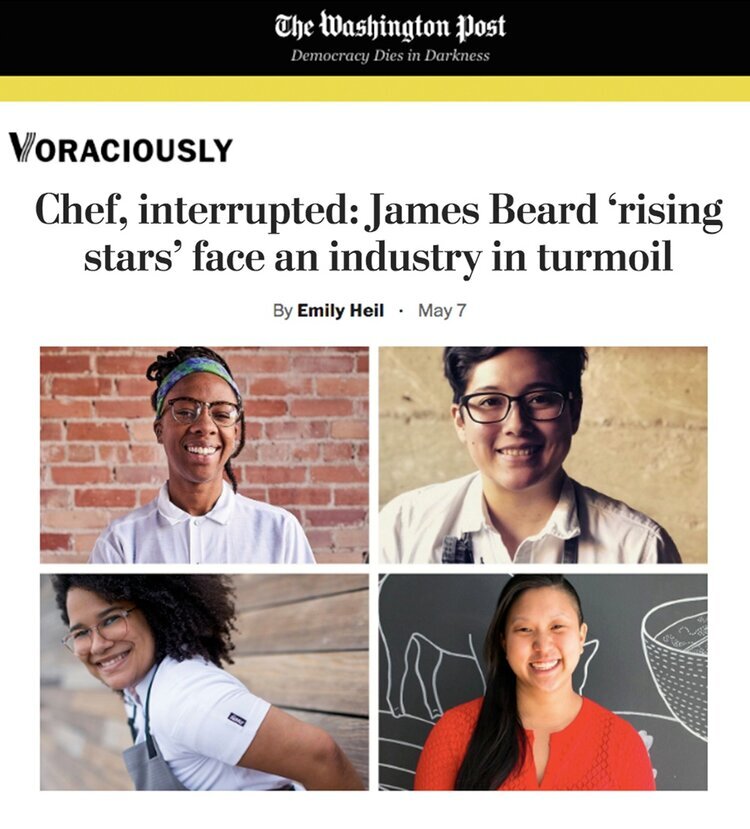 The Washington Post
Democracy Dies in Darkness
VORACIOUSLY
Chef, interrupted: James Beard ‘rising
stars’ face an industry in turmoil
By Emily Heil · May 7